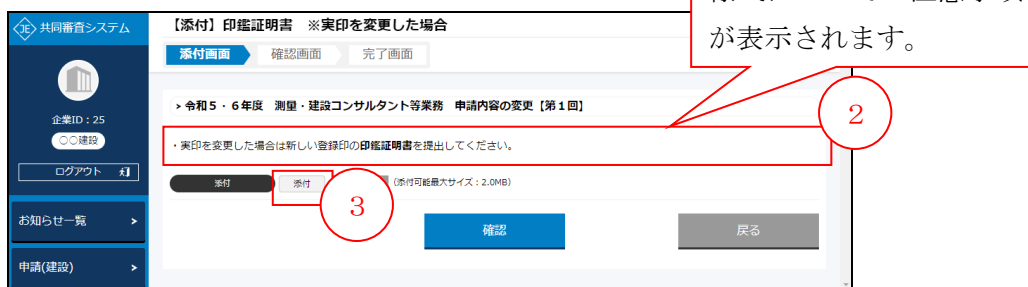 が表示されます。
JE 共同審査システム
【添付】印鑑証明書 ※実印を変更した場合
添付画面 確認画面 完了画面
企業ID：25
〇〇建設
ログアウト
お知らせ一覧 >
申請(建設) >
> 令和５・６年度 測量・建設コンサルタント等業務 申請内容の変更【第１回】
②
・実印を変更した場合は新しい登録印の印鑑証明書を提出してください。
添付 添付 (添付可能最大サイズ：2.0MB)
③
確認 戻る